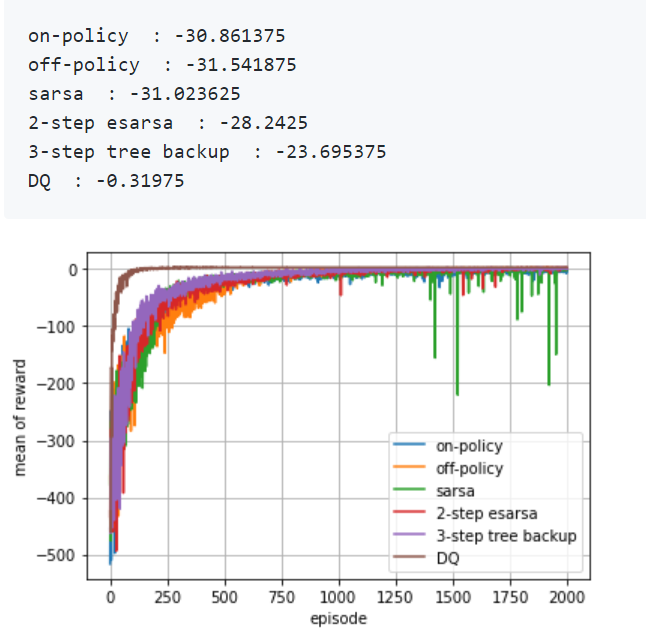 on-policy : -30.861375
off-policy : -31.541875
sarsa : -31.023625
2-step esarsa : -28.2425
3-step tree backup : -23.695375
DQ : -0.31975
0
−100
−200
−300
−400
−500
mean of reward
on-policy
off-policy
sarsa
2-step esarsa
3-step tree backup
DQ
0 250 500 750 1000 1250 1500 1750 2000
episode